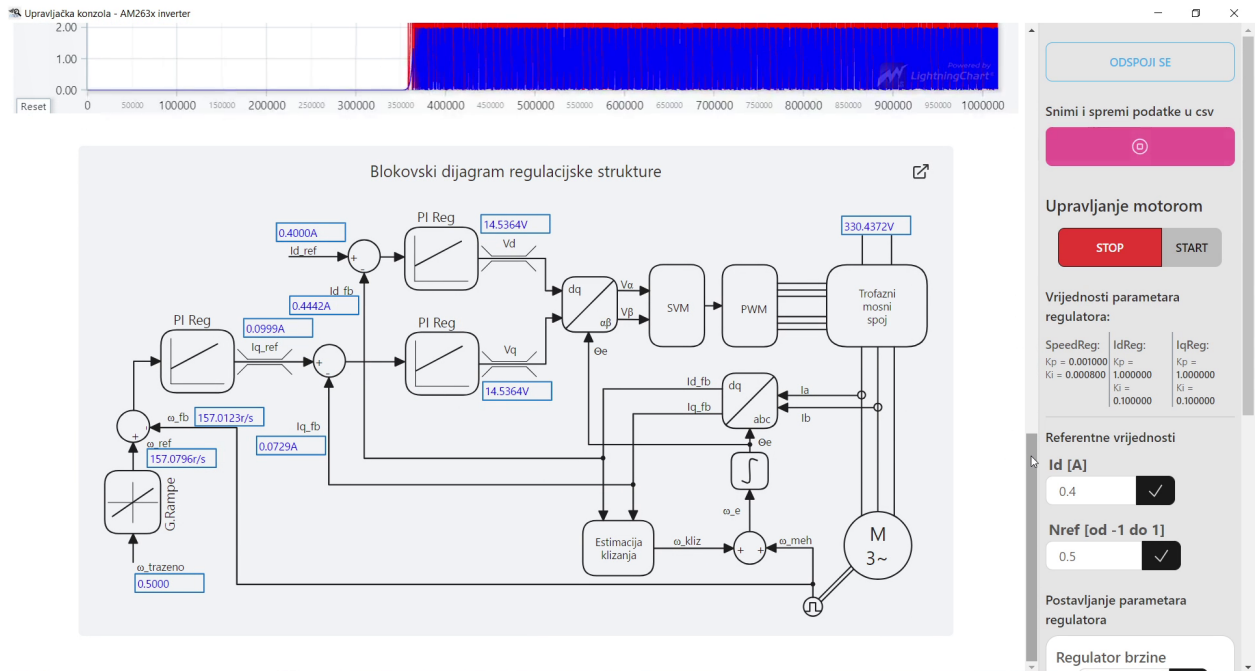 Upravljačka konzola - AM263x inverter
2.00
1.00
0.00
Powered by
LightningChart®
Reset
0 50000 100000 150000 200000 250000 300000 350000 400000 450000 500000 550000 600000 650000 700000 750000 800000 850000 900000 950000 1000000
Blokovski dijagram regulacijske strukture
0.4000A
Id_ref
+
-
PI Reg
14.5364V
Vd
330.4372V
Id_fb
0.4442A
dq
αβ
Vα
Vβ
SVM
PWM
Trofazni
mosni
spoj
PI Reg
0.0999A
Iq_ref
+
-
PI Reg
Vq
14.5364V
Θe
Id_fb
Iq_fb
dq
abc
Ia
Ib
ω_fb
157.0123r/s
-
+
ω_ref
157.0796r/s
Iq_fb
0.0729A
Θe
∫
G.Rampe
ω_e
Estimacija
klizanja
ω_kliz
+ +
ω_meh
M
3~
ω_trazeno
0.5000
ODSPOJI SE
Snimi i spremi podatke u csv
Upravljanje motorom
STOP START
Vrijednosti parametara
regulatora:
SpeedReg:
Kp = 0.001000
Ki = 0.000800
IdReg:
Kp =
1.000000
Ki =
0.100000
IqReg:
Kp =
1.000000
Ki =
0.100000
Referentne vrijednosti
Id [A]
0.4
Nref [od -1 do 1]
0.5
Postavljanje parametara
regulatora
Regulator brzine